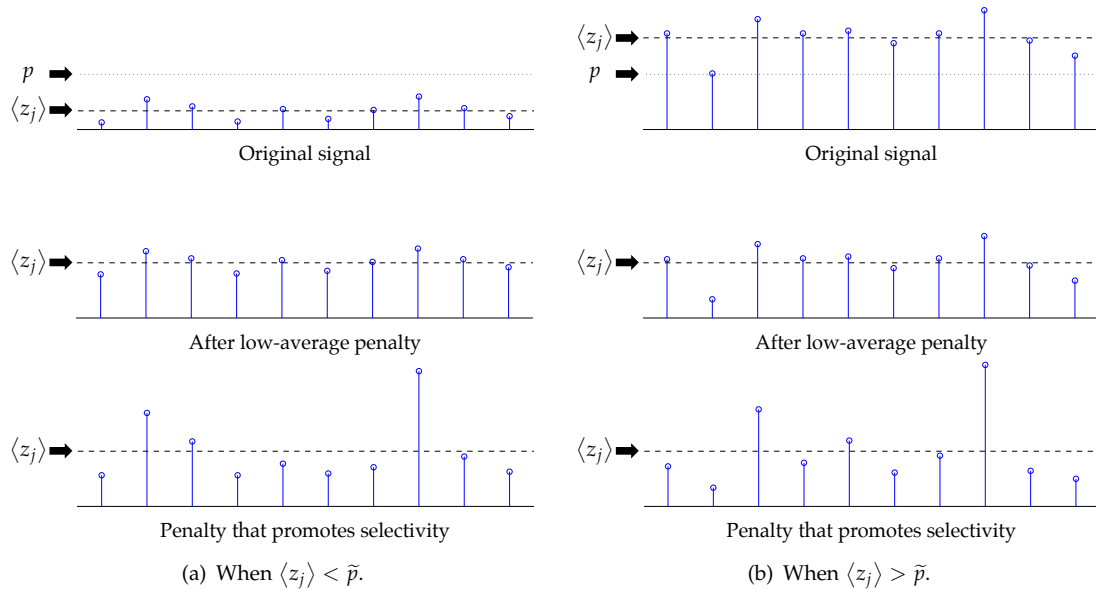 p
⟨z_j⟩
Original signal
⟨z_j⟩
After low-average penalty
⟨z_j⟩
Penalty that promotes selectivity
(a) When ⟨z_j⟩ < p̃.
⟨z_j⟩
p
Original signal
⟨z_j⟩
After low-average penalty
⟨z_j⟩
Penalty that promotes selectivity
(b) When ⟨z_j⟩ > p̃.